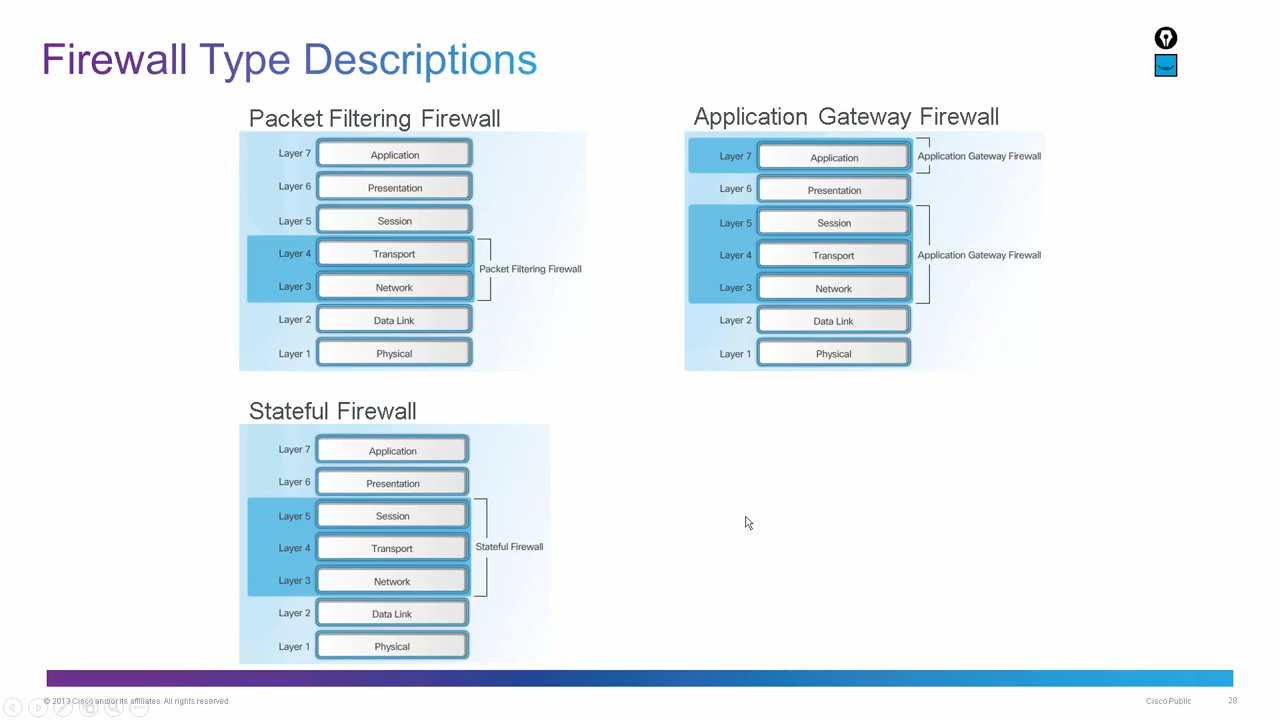 Firewall Type Descriptions
Packet Filtering Firewall
Layer 7 Application
Layer 6 Presentation
Layer 5 Session
Layer 4 Transport
Packet Filtering Firewall
Layer 3 Network
Layer 2 Data Link
Layer 1 Physical
Application Gateway Firewall
Layer 7 Application Application Gateway Firewall
Layer 6 Presentation
Layer 5 Session
Layer 4 Transport Application Gateway Firewall
Layer 3 Network
Layer 2 Data Link
Layer 1 Physical
Stateful Firewall
Layer 7 Application
Layer 6 Presentation
Layer 5 Session
Layer 4 Transport Stateful Firewall
Layer 3 Network
Layer 2 Data Link
Layer 1 Physical
© 2013 Cisco and/or its affiliates. All rights reserved.
Cisco Public
28